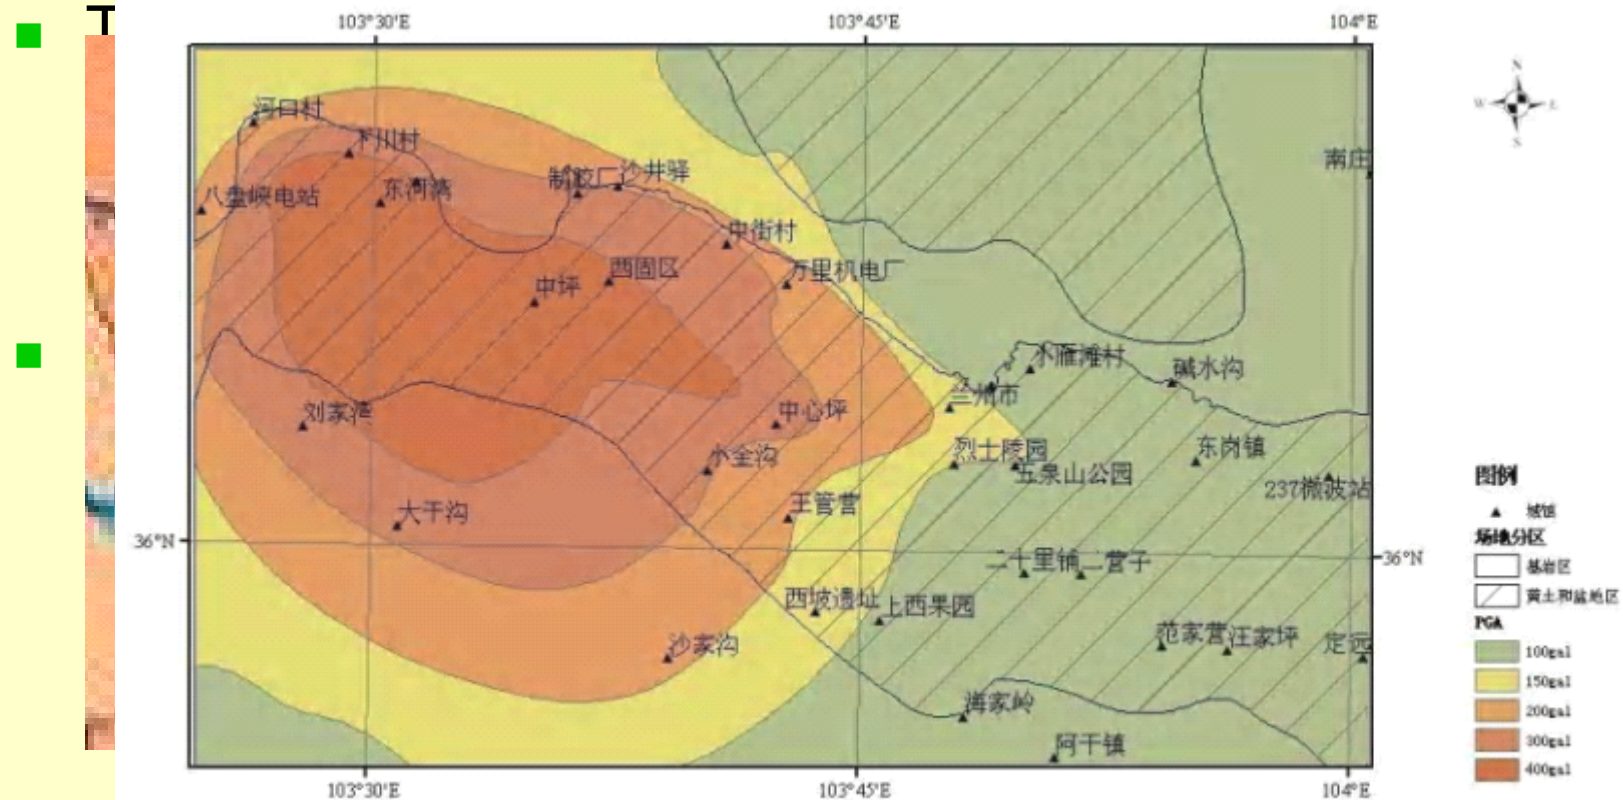 T
103°30′E
103°45′E
104°E
N
W
E
S
河口村
下川村
南庄
制胶厂
沙井驿
八盘峡电站
东河湾
中街村
万里机电厂
西固区
中坪
小雁滩村
碱水沟
兰州市
刘家湾
中心坪
东岗镇
烈士陵园
小金沟
五泉山公园
237微波站
王管营
大干沟
36°N
36°N
二十里铺
二营子
西坡遗址
上西果园
范家营
汪家坪
定远
沙家沟
海家岭
阿干镇
103°30′E
103°45′E
104°E
图例
城镇
场地分区
基岩区
黄土和盆地区
PGA
100gal
150gal
200gal
300gal
400gal